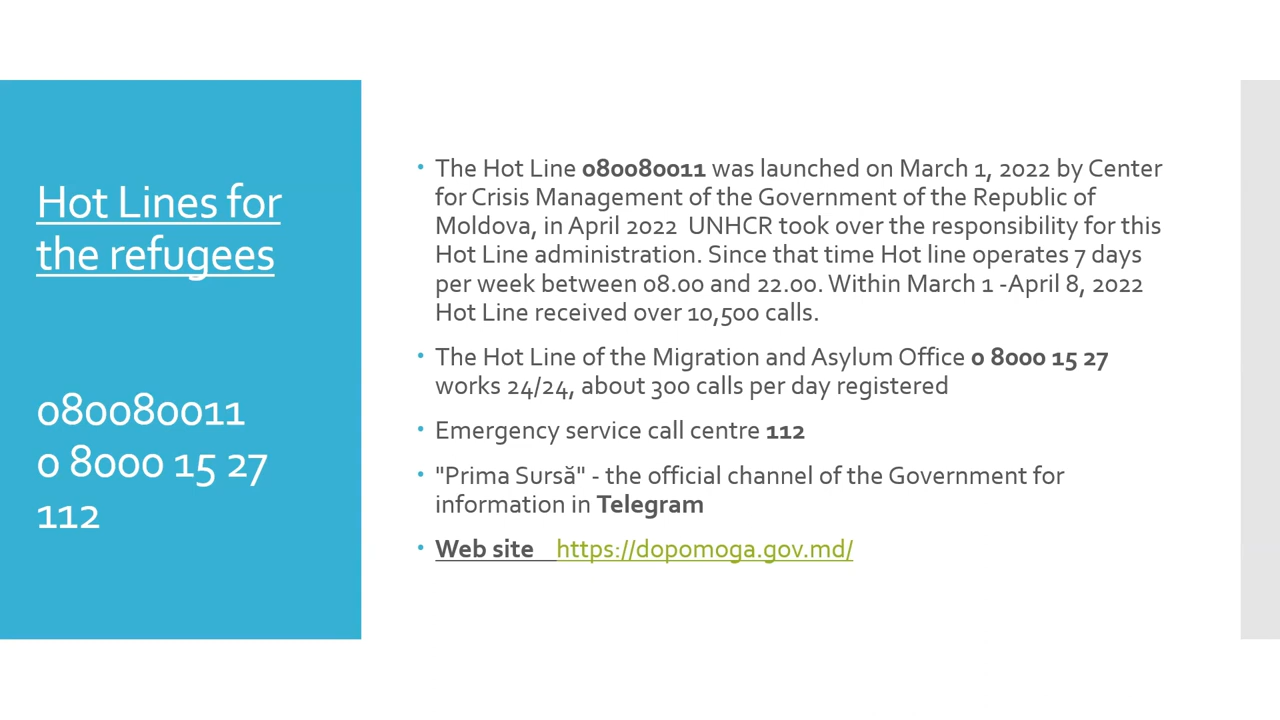 Hot Lines for
the refugees
080080011
0 8000 15 27
112
• The Hot Line 080080011 was launched on March 1, 2022 by Center
for Crisis Management of the Government of the Republic of
Moldova, in April 2022  UNHCR took over the responsibility for this
Hot Line administration. Since that time Hot line operates 7 days
per week between 08.00 and 22.00. Within March 1 -April 8, 2022
Hot Line received over 10,500 calls.
• The Hot Line of the Migration and Asylum Office 0 8000 15 27
works 24/24, about 300 calls per day registered
• Emergency service call centre 112
• "Prima Sursă" - the official channel of the Government for
information in Telegram
• Web site   https://dopomoga.gov.md/